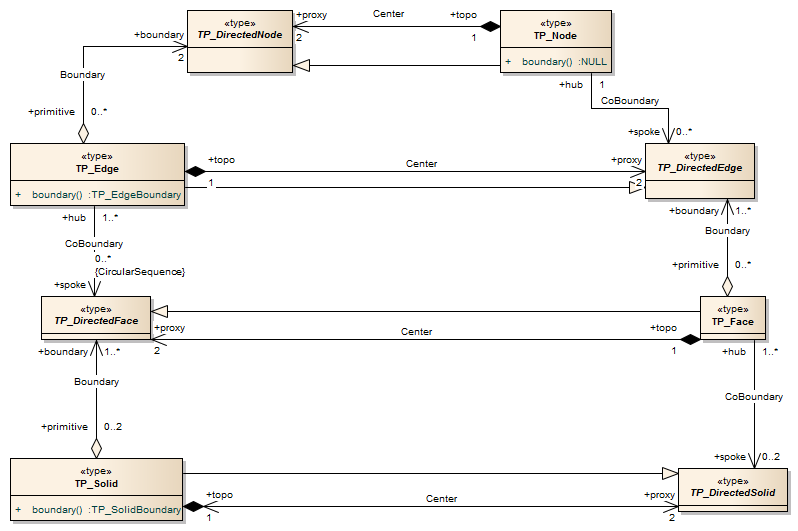 «type»
TP_DirectedNode
+proxy
2
Center
+topo
1
«type»
TP_Node
+ boundary() :NULL
+boundary
2
Boundary
+primitive
0..*
+hub
1
CoBoundary
+spoke
0..*
«type»
TP_Edge
+ boundary() :TP_EdgeBoundary
+topo
1
Center
+proxy
2
«type»
TP_DirectedEdge
+hub
1..*
CoBoundary
0..*
{CircularSequence}
+spoke
+boundary
1..*
Boundary
+primitive
0..*
«type»
TP_DirectedFace
+proxy
2
Center
+topo
1
«type»
TP_Face
+boundary
1..*
Boundary
+primitive
0..2
+hub
1..*
CoBoundary
+spoke
0..2
«type»
TP_Solid
+ boundary() :TP_SolidBoundary
+topo
1
Center
+proxy
2
«type»
TP_DirectedSolid